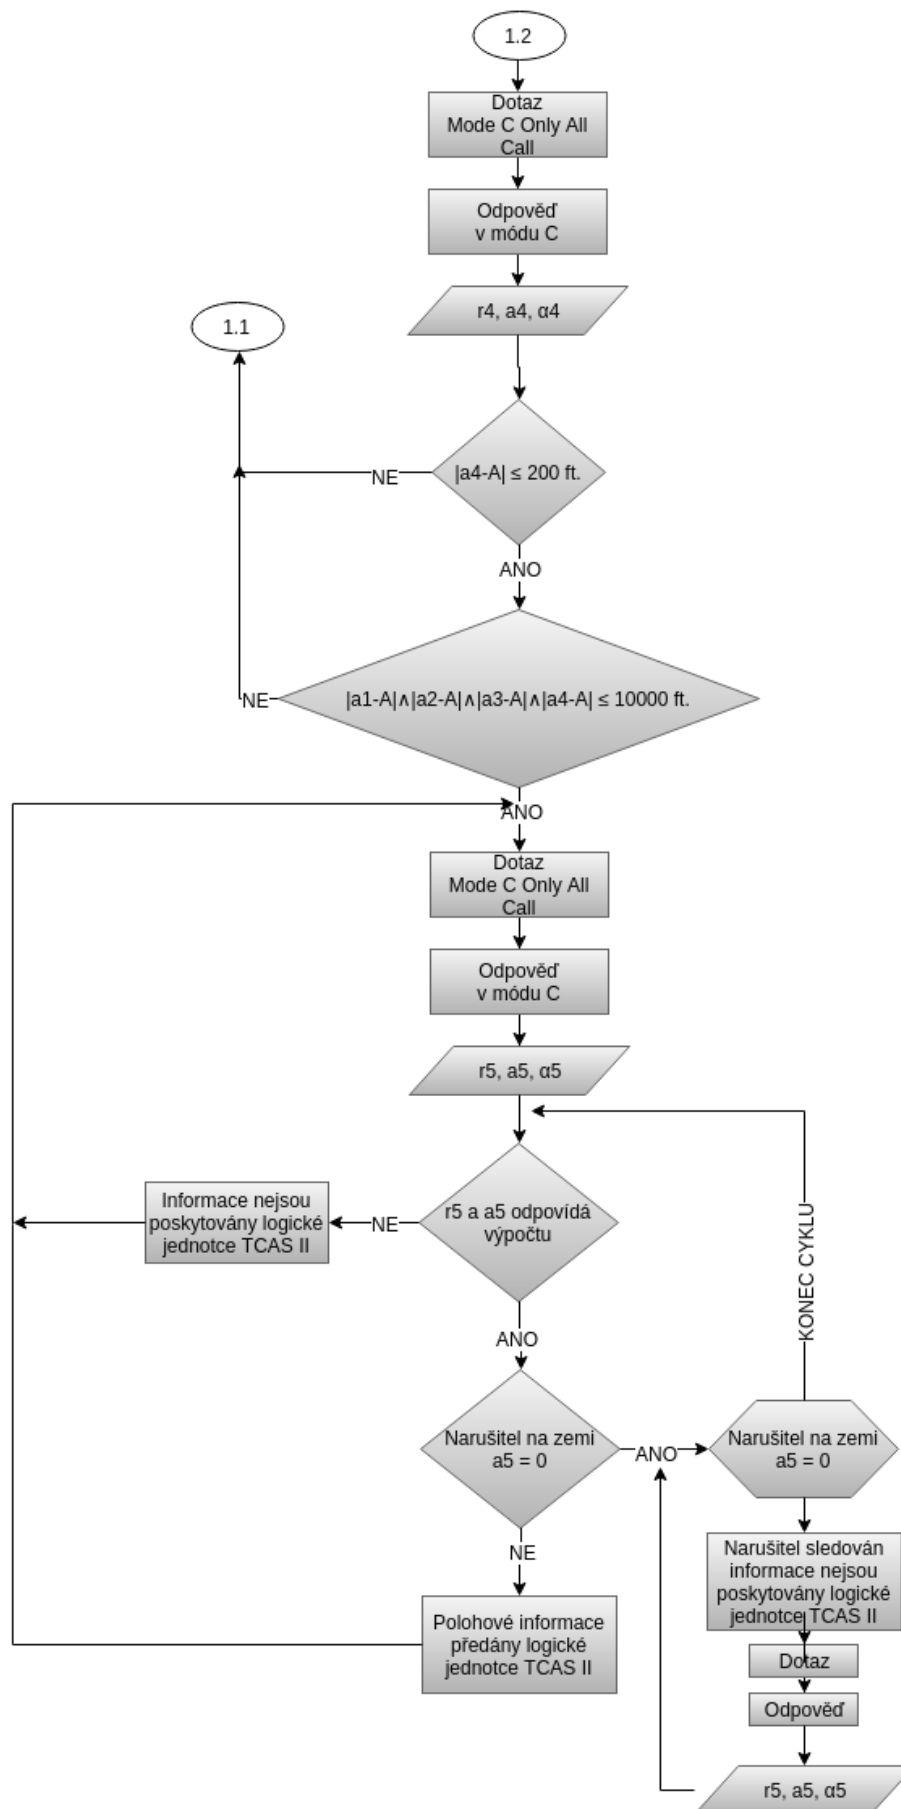 1.2
Dotaz
Mode C Only All
Call
Odpověď
v módu C
r4, a4, α4
1.1
|a4-A| ≤ 200 ft.
NE
ANO
|a1-A|∧|a2-A|∧|a3-A|∧|a4-A| ≤ 10000 ft.
NE
ANO
Dotaz
Mode C Only All
Call
Odpověď
v módu C
r5, a5, α5
r5 a a5 odpovídá
výpočtu
NE
Informace nejsou
poskytovány logické
jednotce TCAS II
KONEC CYKLU
ANO
Narušitel na zemi
a5 = 0
ANO
Narušitel na zemi
a5 = 0
NE
Narušitel sledován
informace nejsou
poskytovány logické
jednotce TCAS II
Polohové informace
předány logické
jednotce TCAS II
Dotaz
Odpověď
r5, a5, α5